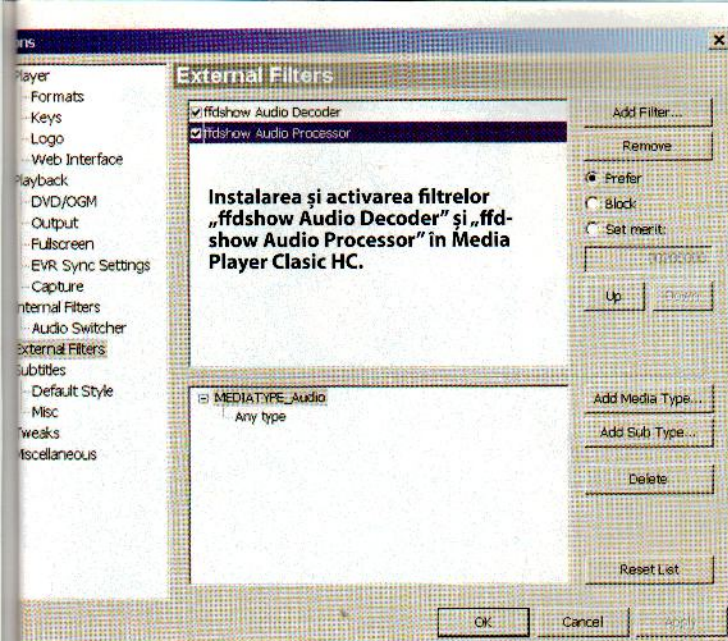 ns
External Filters
layer
Formats
Keys
Logo
Web Interface
layback
DVD/OGM
Output
Fullscreen
EVR Sync Settings
Capture
nternal Filters
Audio Switcher
xternal Filters
ubtitles
Default Style
Misc
weaks
iscellaneous
ffdshow Audio Decoder
ffdshow Audio Processor
Instalarea și activarea filtrelor
„ffdshow Audio Decoder” și „ffd-
show Audio Processor” în Media
Player Clasic HC.
MEDIATYPE_Audio
Any type
Add Filter...
Remove
Prefer
Block
Set merit:
Up
Down
Add Media Type...
Add Sub Type...
Delete
Reset List
OK
Cancel
Apply